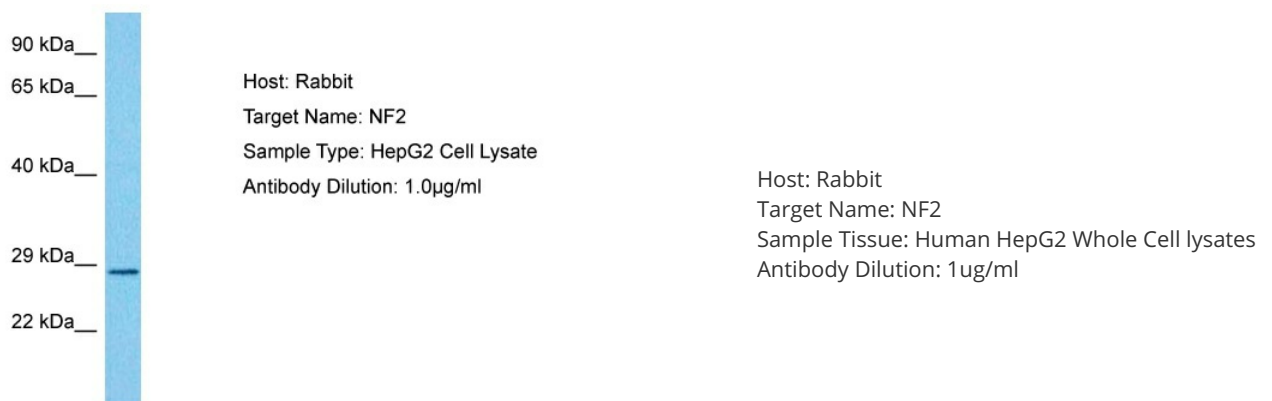 90 kDa__
65 kDa__
40 kDa__
29 kDa__
22 kDa__
Host: Rabbit
Target Name: NF2
Sample Type: HepG2 Cell Lysate
Antibody Dilution: 1.0µg/ml
Host: Rabbit
Target Name: NF2
Sample Tissue: Human HepG2 Whole Cell lysates
Antibody Dilution: 1ug/ml